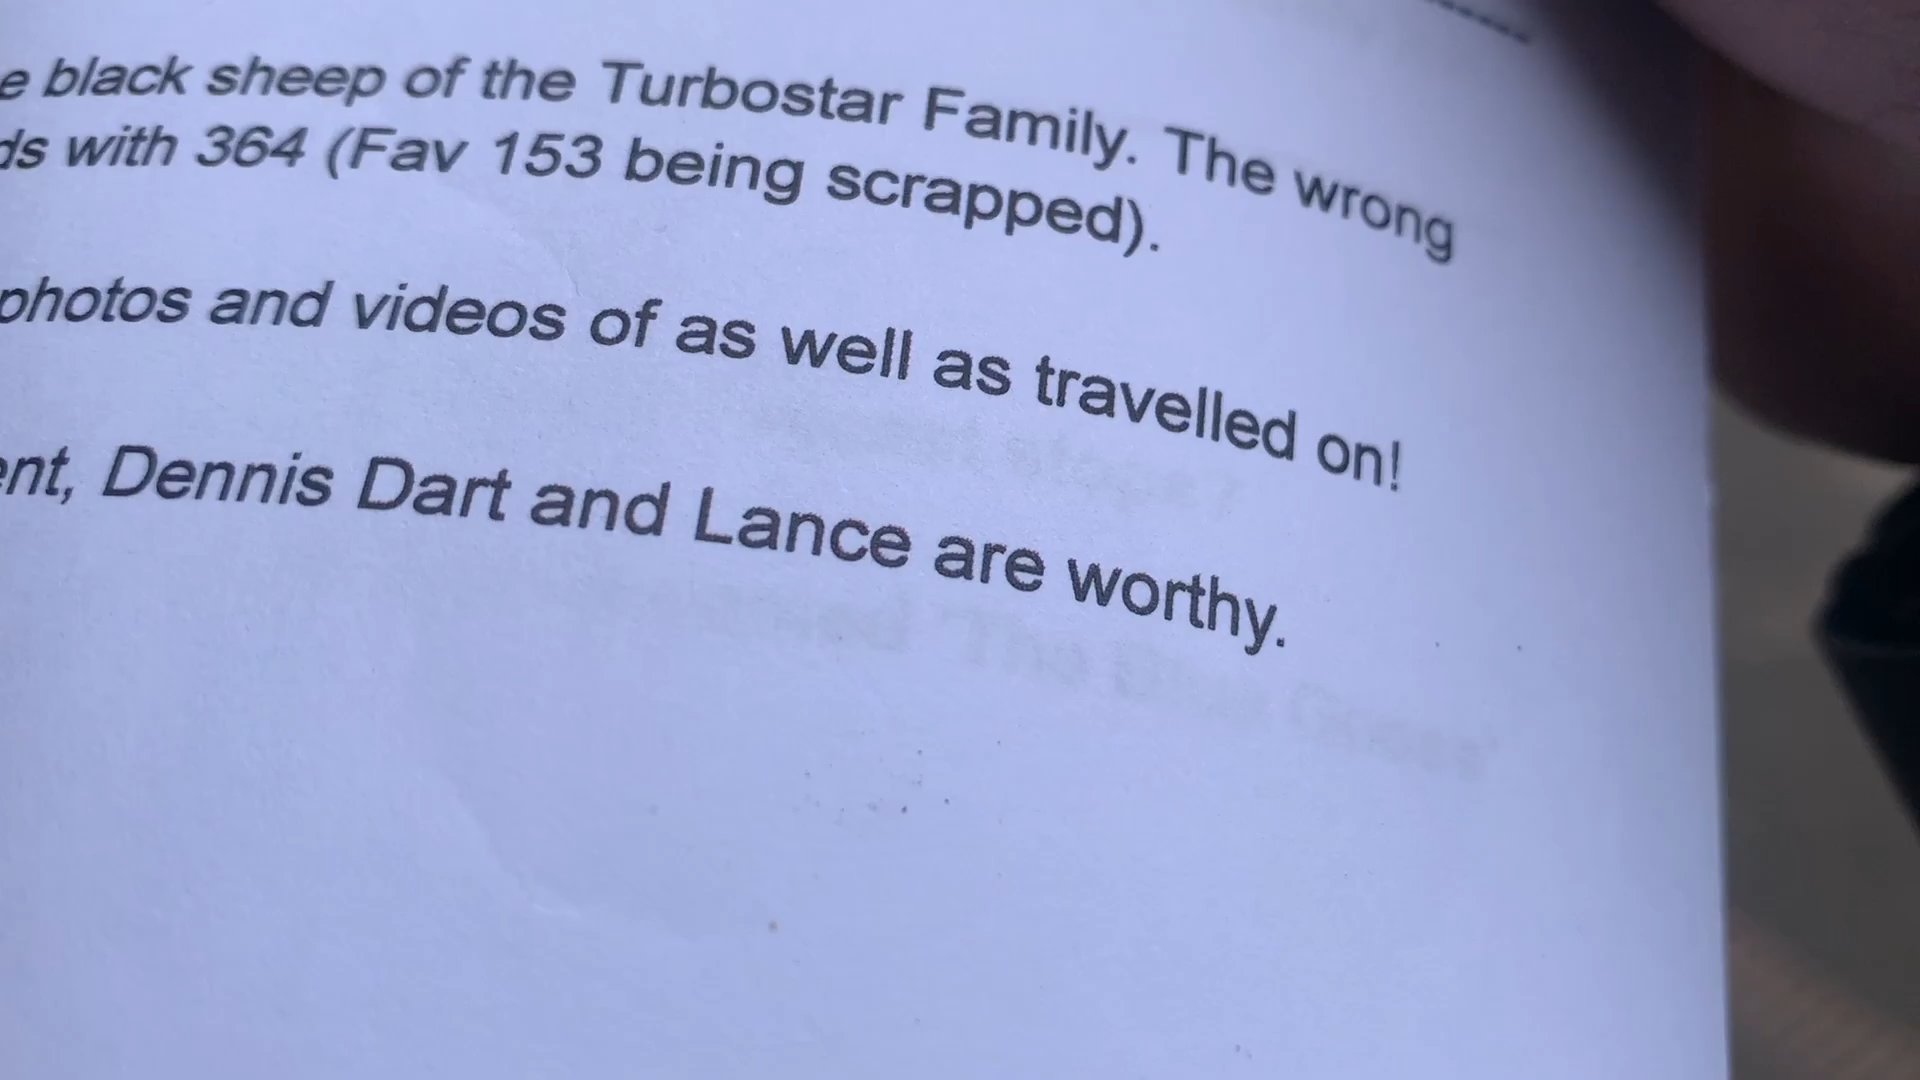 e black sheep of the Turbostar Family. The wrong
ds with 364 (Fav 153 being scrapped).
photos and videos of as well as travelled on!
ent, Dennis Dart and Lance are worthy.